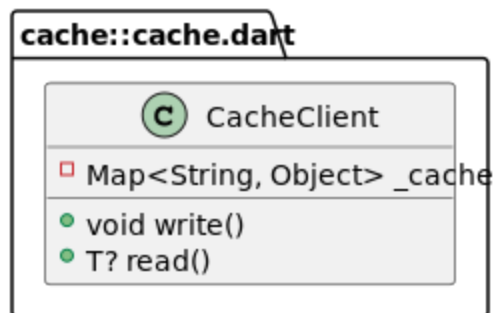 cache::cache.dart
C CacheClient
Map<String, Object> _cache
void write()
T? read()